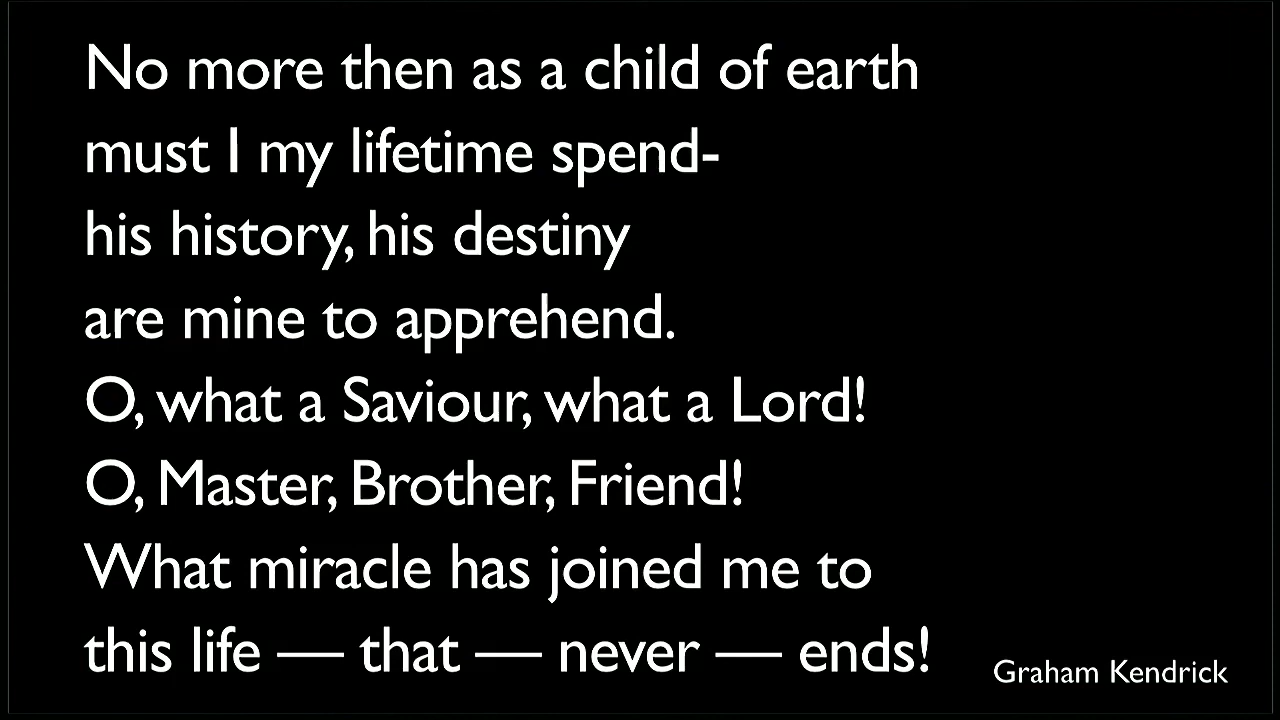 No more then as a child of earth
must I my lifetime spend-
his history, his destiny
are mine to apprehend.
O, what a Saviour, what a Lord!
O, Master, Brother, Friend!
What miracle has joined me to
this life — that — never — ends!
Graham Kendrick